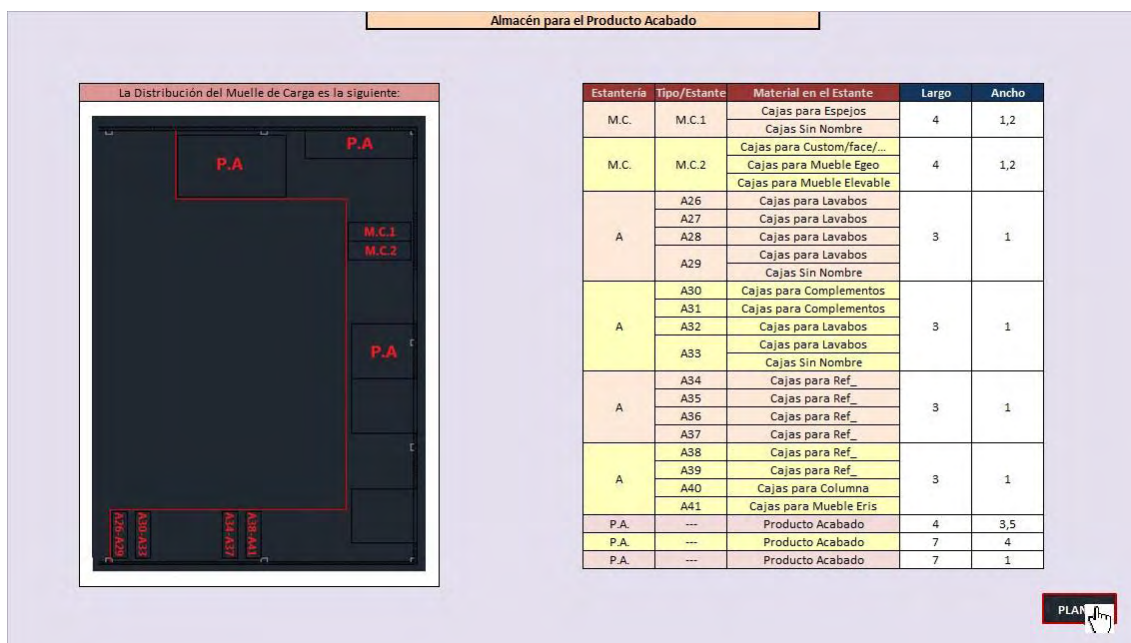 Almacén para el Producto Acabado
La Distribución del Muelle de Carga es la siguiente:
P.A
P.A
M.C.1
M.C.2
P.A
A26-A29
A30-A33
A34-A37
A38-A41
Estantería Tipo/Estante Material en el Estante Largo Ancho
M.C. M.C.1 Cajas para Espejos 4 1,2
Cajas Sin Nombre
M.C. M.C.2 Cajas para Custom/face/... 4 1,2
Cajas para Mueble Egeo
Cajas para Mueble Elevable
A A26 Cajas para Lavabos 3 1
A27 Cajas para Lavabos
A28 Cajas para Lavabos
A29 Cajas para Lavabos
Cajas Sin Nombre
A A30 Cajas para Complementos 3 1
A31 Cajas para Complementos
A32 Cajas para Lavabos
A33 Cajas para Lavabos
Cajas Sin Nombre
A A34 Cajas para Ref_ 3 1
A35 Cajas para Ref_
A36 Cajas para Ref_
A37 Cajas para Ref_
A A38 Cajas para Ref_ 3 1
A39 Cajas para Ref_
A40 Cajas para Columna
A41 Cajas para Mueble Eris
P.A. --- Producto Acabado 4 3,5
P.A. --- Producto Acabado 7 4
P.A. --- Producto Acabado 7 1